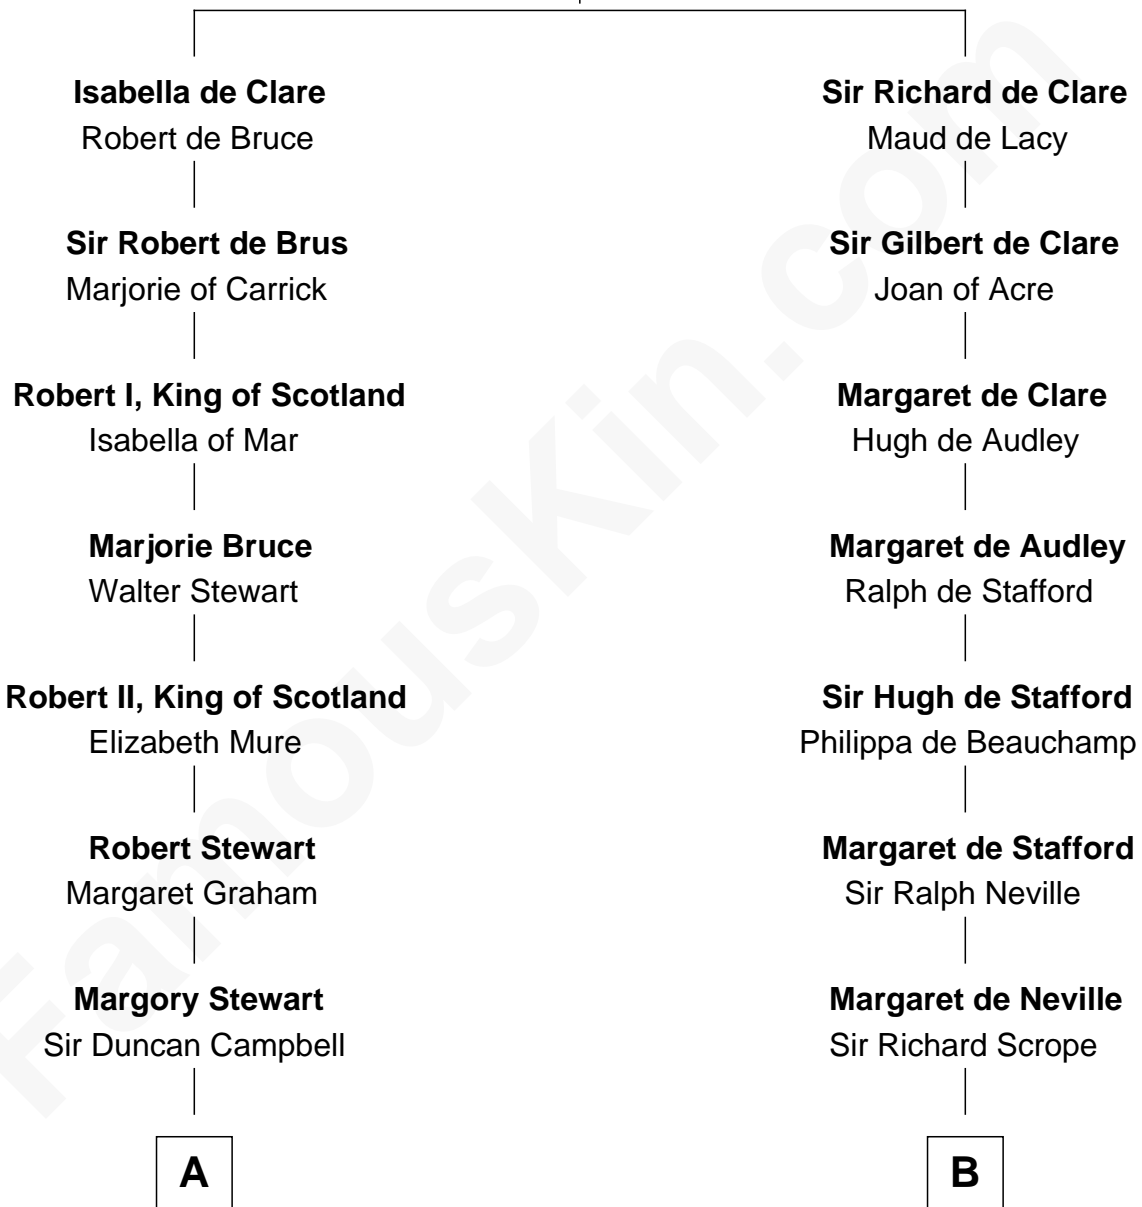 Isabella de Clare
Robert de Bruce
Sir Richard de Clare
Maud de Lacy
Sir Robert de Brus
Marjorie of Carrick
Sir Gilbert de Clare
Joan of Acre
Robert I, King of Scotland
Isabella of Mar
Margaret de Clare
Hugh de Audley
Marjorie Bruce
Walter Stewart
Margaret de Audley
Ralph de Stafford
Robert II, King of Scotland
Elizabeth Mure
Sir Hugh de Stafford
Philippa de Beauchamp
Robert Stewart
Margaret Graham
Margaret de Stafford
Sir Ralph Neville
Margory Stewart
Sir Duncan Campbell
Margaret de Neville
Sir Richard Scrope
A
B
FamousKin.com